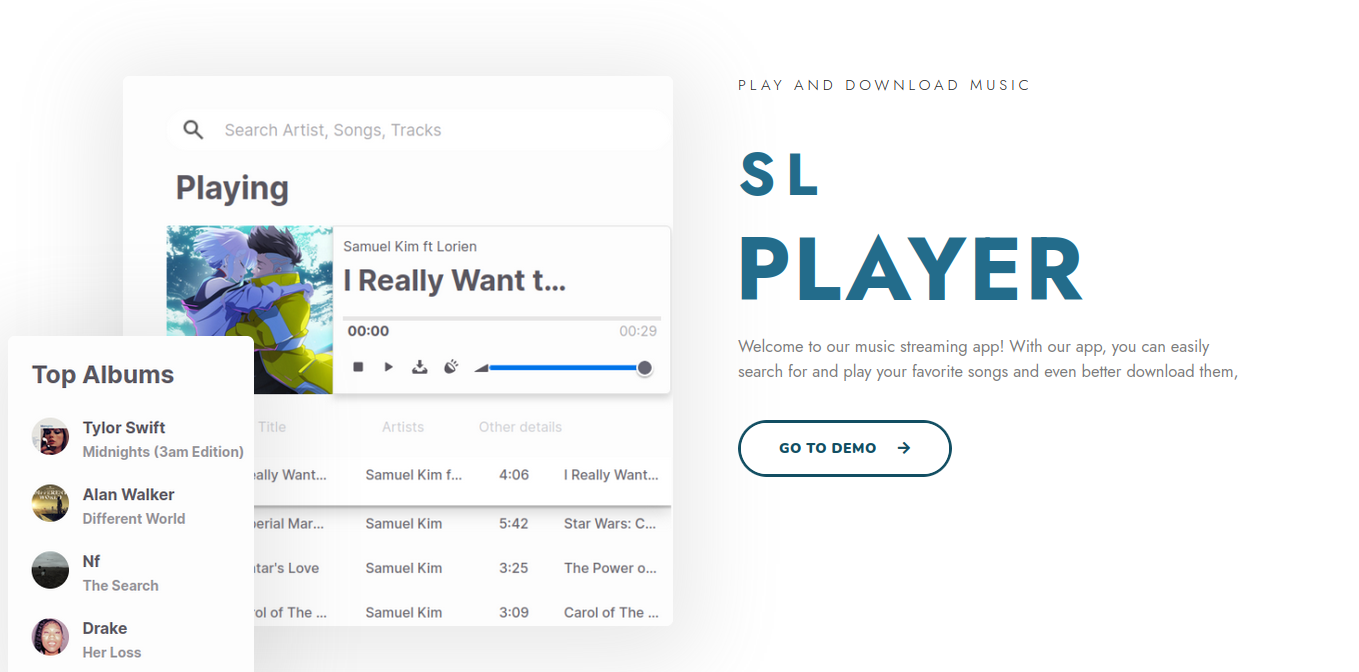 Search Artist, Songs, Tracks
Playing
Samuel Kim ft Lorien
I Really Want t...
00:00
00:29
Title Artists Other details
eally Want... Samuel Kim f... 4:06 I Really Want...
perial Mar... Samuel Kim 5:42 Star Wars: C...
atar's Love Samuel Kim 3:25 The Power o...
rol of The ... Samuel Kim 3:09 Carol of The ...
Top Albums
Tylor Swift
Midnights (3am Edition)
Alan Walker
Different World
Nf
The Search
Drake
Her Loss
PLAY AND DOWNLOAD MUSIC
SL
PLAYER
Welcome to our music streaming app! With our app, you can easily
search for and play your favorite songs and even better download them,
GO TO DEMO